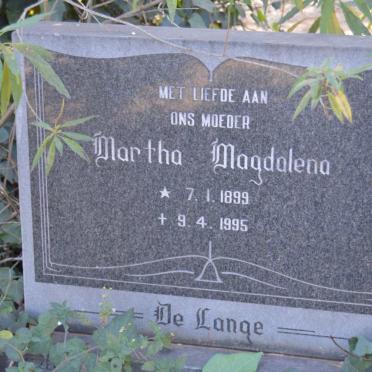 MET LIEFDE AAN
ONS MOEDER
Martha Magdalena
★ 7.1.1899
✝ 9.4.1995
De Lange